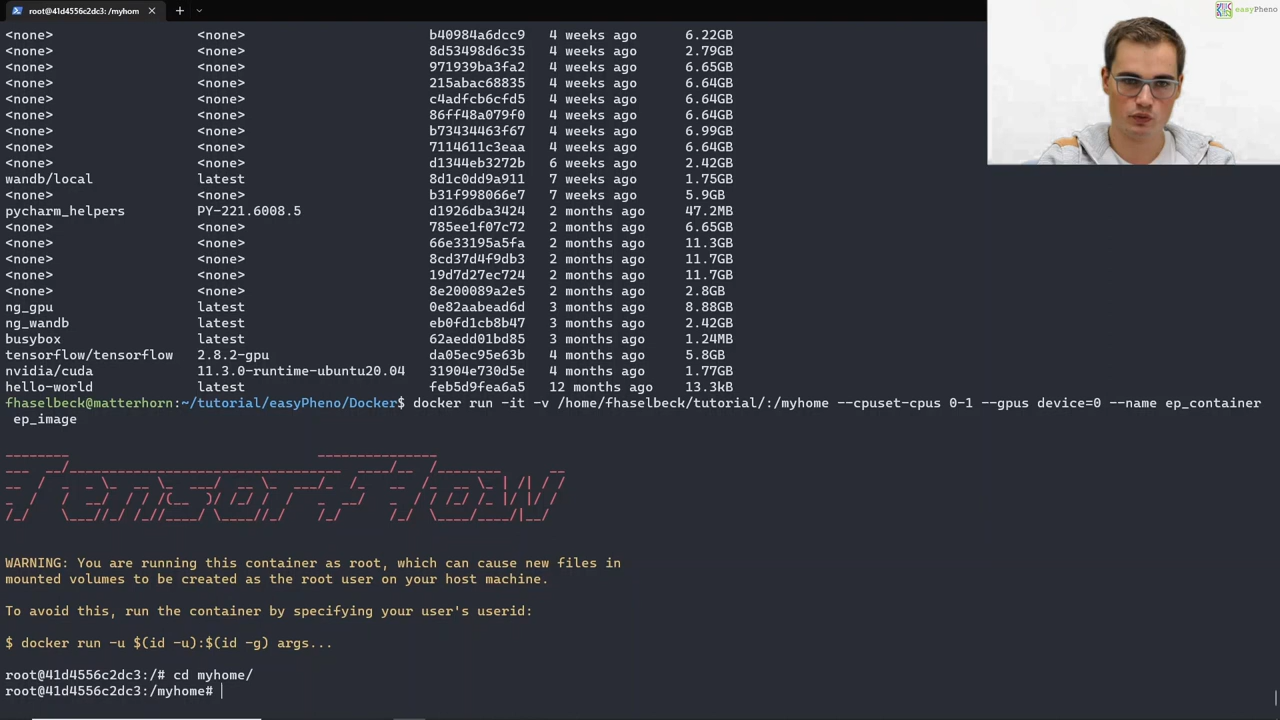 root@41d4556c2dc3: /myhom
easyPheno
<none> <none> b40984a6dcc9 4 weeks ago 6.22GB
<none> <none> 8d53498d6c35 4 weeks ago 2.79GB
<none> <none> 971939ba3fa2 4 weeks ago 6.65GB
<none> <none> 215abac68835 4 weeks ago 6.64GB
<none> <none> c4adfcb6cfd5 4 weeks ago 6.64GB
<none> <none> 86ff48a079f0 4 weeks ago 6.64GB
<none> <none> b73434463f67 4 weeks ago 6.99GB
<none> <none> 7114611c3eaa 4 weeks ago 6.64GB
<none> <none> d1344eb3272b 6 weeks ago 2.42GB
wandb/local latest 8d1c0dd9a911 7 weeks ago 1.75GB
<none> <none> b31f998066e7 7 weeks ago 5.9GB
pycharm_helpers PY-221.6008.5 d1926dba3424 2 months ago 47.2MB
<none> <none> 785ee1f07c72 2 months ago 6.65GB
<none> <none> 66e33195a5fa 2 months ago 11.3GB
<none> <none> 8cd37d4f9db3 2 months ago 11.7GB
<none> <none> 19d7d27ec724 2 months ago 11.7GB
<none> <none> 8e200089a2e5 2 months ago 2.8GB
ng_gpu latest 0e82aabead6d 3 months ago 8.88GB
ng_wandb latest eb0fd1cb8b47 3 months ago 2.42GB
busybox latest 62aedd01bd85 3 months ago 1.24MB
tensorflow/tensorflow 2.8.2-gpu da05ec95e63b 4 months ago 5.8GB
nvidia/cuda 11.3.0-runtime-ubuntu20.04 31904e730d5e 4 months ago 1.77GB
hello-world latest feb5d9fea6a5 12 months ago 13.3kB
fhaselbeck@matterhorn:~/tutorial/easyPheno/Docker$ docker run -it -v /home/fhaselbeck/tutorial/:/myhome --cpuset-cpus 0-1 --gpus device=0 --name ep_container
ep_image
TensorFlow
WARNING: You are running this container as root, which can cause new files in
mounted volumes to be created as the root user on your host machine.
To avoid this, run the container by specifying your user's userid:
$ docker run -u $(id -u):$(id -g) args...
root@41d4556c2dc3:/# cd myhome/
root@41d4556c2dc3:/myhome#